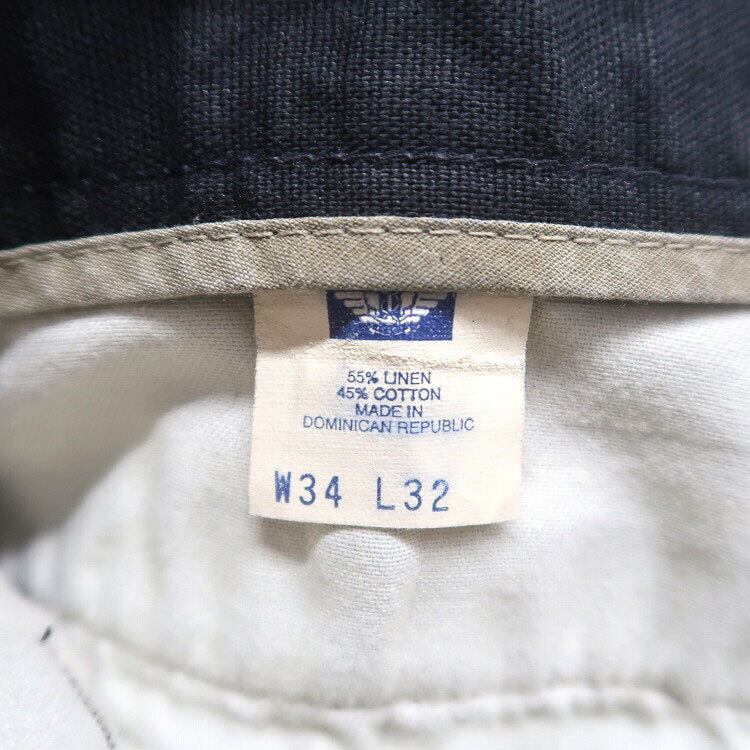 55% LINEN
45% COTTON
MADE IN
DOMINICAN REPUBLIC
W34 L32